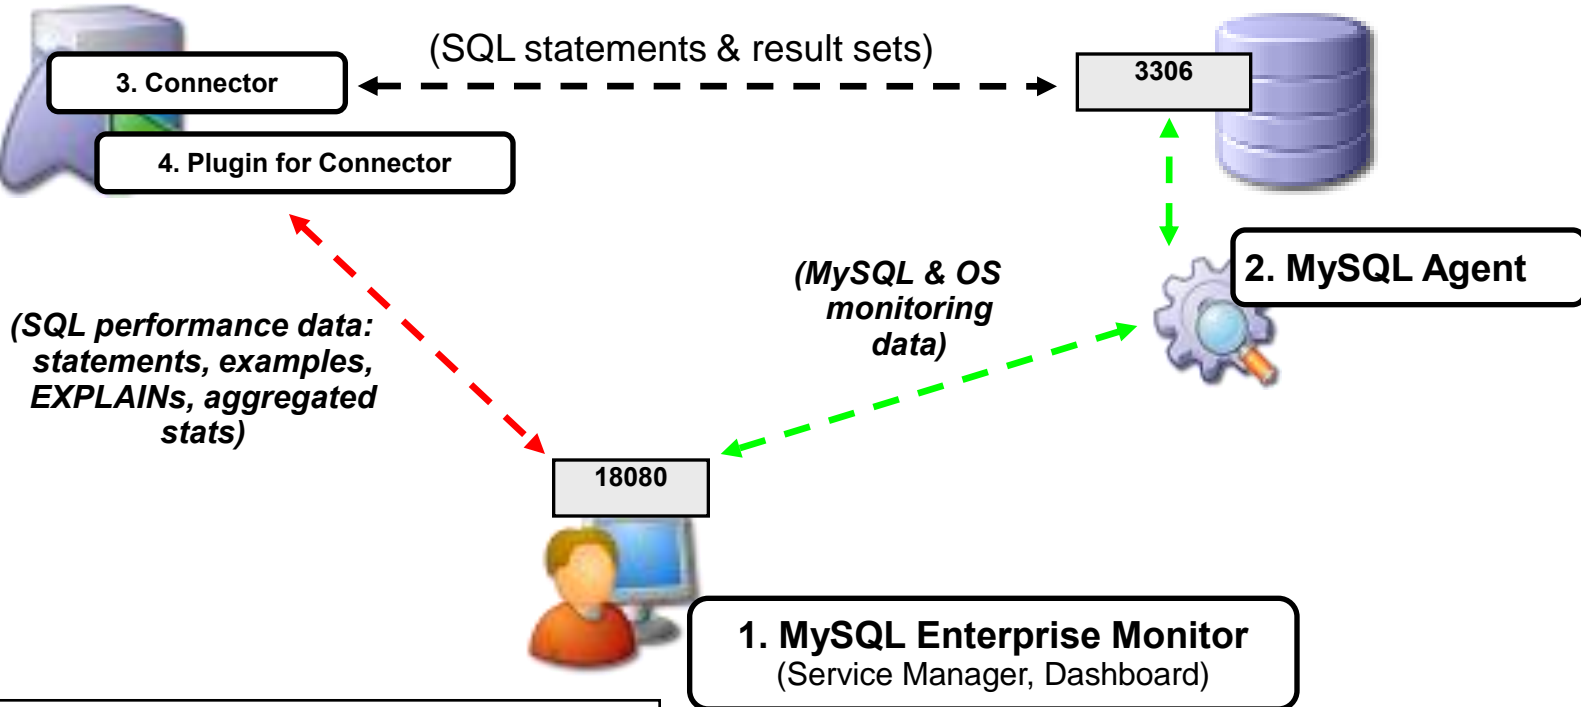 (SQL statements & result sets)
3. Connector
3306
4. Plugin for Connector
2. MySQL Agent
(MySQL & OS
monitoring
data)
(SQL performance data:
statements, examples,
EXPLAINs, aggregated
stats)
18080
1. MySQL Enterprise Monitor
(Service Manager, Dashboard)